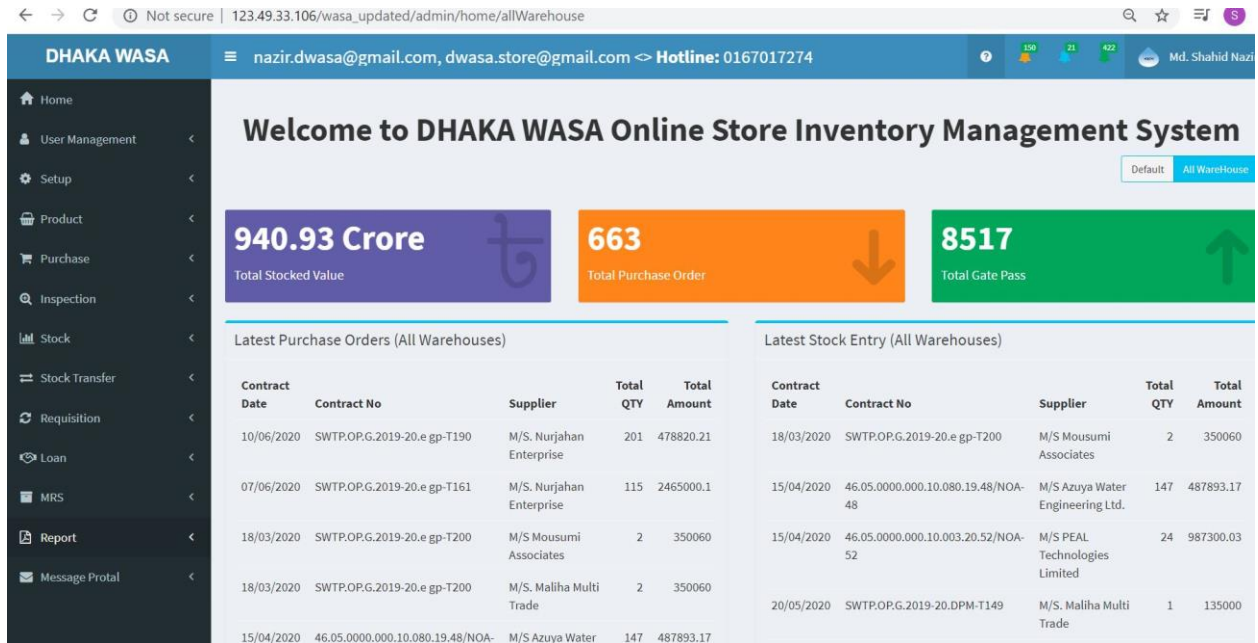 Not secure | 123.49.33.106/wasa_updated/admin/home/allWarehouse
S
DHAKA WASA
nazir.dwasa@gmail.com, dwasa.store@gmail.com <> Hotline: 0167017274
150
21
422
Md. Shahid Nazi
Home
User Management
Setup
Product
Purchase
Inspection
Stock
Stock Transfer
Requisition
Loan
MRS
Report
Message Protal
Welcome to DHAKA WASA Online Store Inventory Management System
Default
All WareHouse
940.93 Crore
৳
Total Stocked Value
663
Total Purchase Order
8517
Total Gate Pass
Latest Purchase Orders (All Warehouses)
Contract Date Contract No Supplier Total QTY Total Amount
10/06/2020 SWTP.OP.G.2019-20.e gp-T190 M/S. Nurjahan 201 478820.21
Enterprise
07/06/2020 SWTP.OP.G.2019-20.e gp-T161 M/S. Nurjahan 115 2465000.1
Enterprise
18/03/2020 SWTP.OP.G.2019-20.e gp-T200 M/S Mousumi 2 350060
Associates
18/03/2020 SWTP.OP.G.2019-20.e gp-T200 M/S. Maliha Multi 2 350060
Trade
15/04/2020 46.05.0000.000.10.080.19.48/NOA- M/S Azuya Water 147 487893.17
Latest Stock Entry (All Warehouses)
Contract Date Contract No Supplier Total QTY Total Amount
18/03/2020 SWTP.OP.G.2019-20.e gp-T200 M/S Mousumi 2 350060
Associates
15/04/2020 46.05.0000.000.10.080.19.48/NOA- M/S Azuya Water 147 487893.17
48 Engineering Ltd.
15/04/2020 46.05.0000.000.10.003.20.52/NOA- M/S PEAL 24 987300.03
52 Technologies
Limited
20/05/2020 SWTP.OP.G.2019-20.DPM-T149 M/S. Maliha Multi 1 135000
Trade